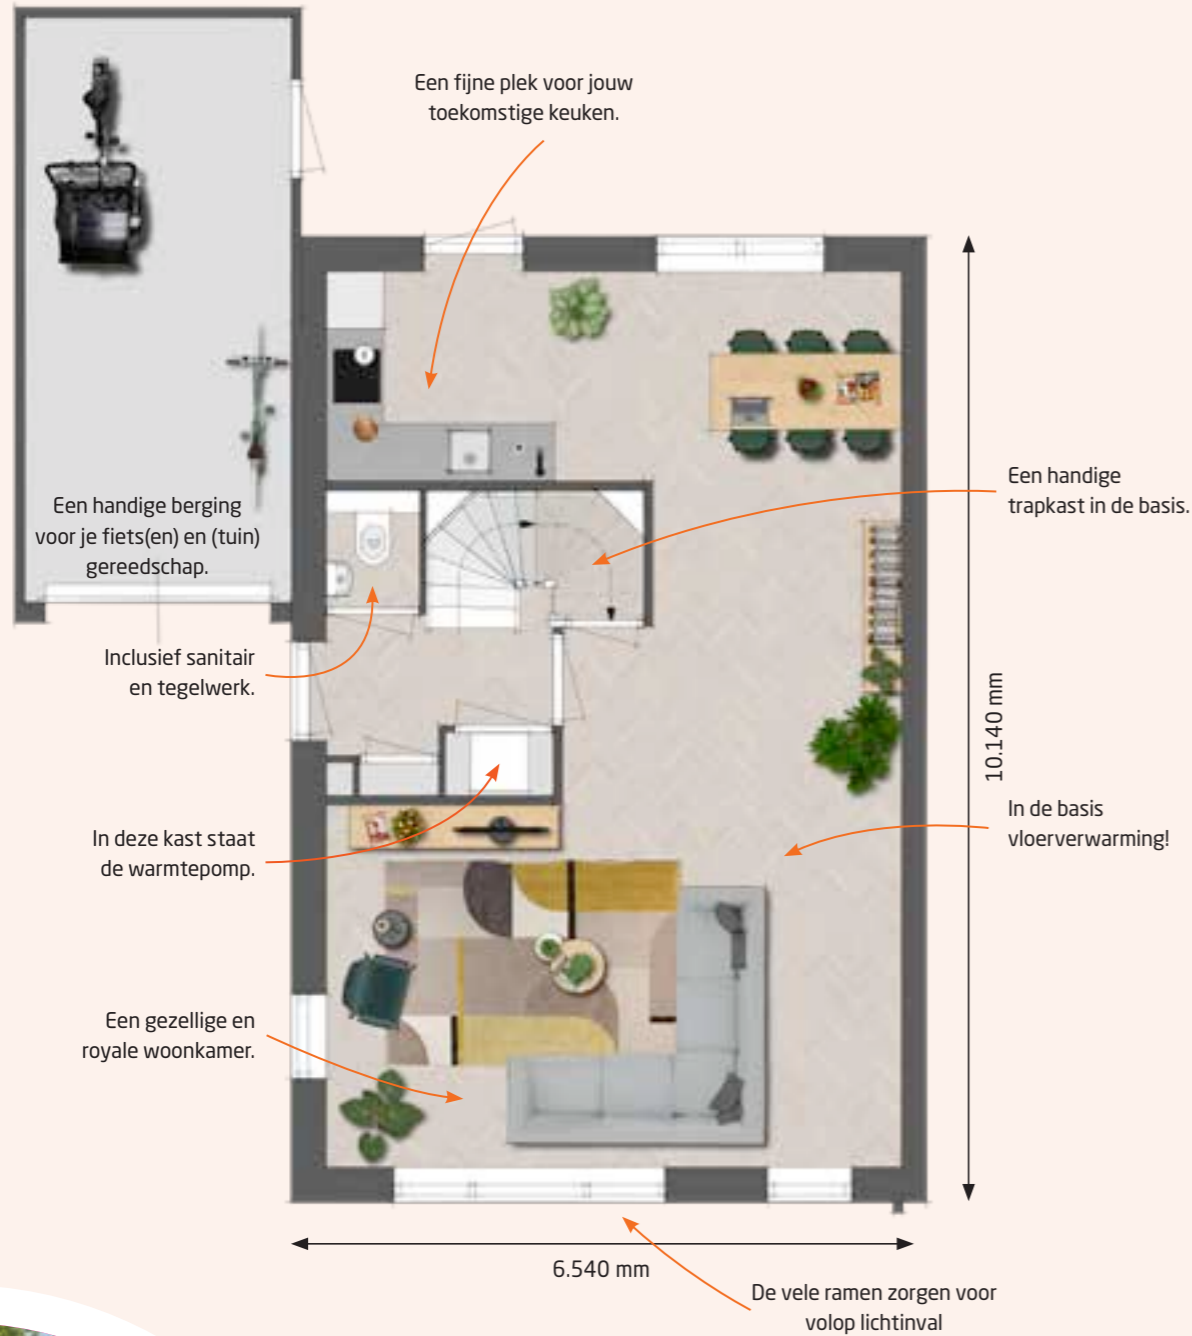 Een fijne plek voor jouw
toekomstige keuken.
Een handige
trapkast in de basis.
Een handige berging
voor je fiets(en) en (tuin)
gereedschap.
Inclusief sanitair
en tegelwerk.
10.140 mm
In de basis
vloerverwarming!
In deze kast staat
de warmtepomp.
Een gezellige en
royale woonkamer.
6.540 mm
De vele ramen zorgen voor
volop lichtinval